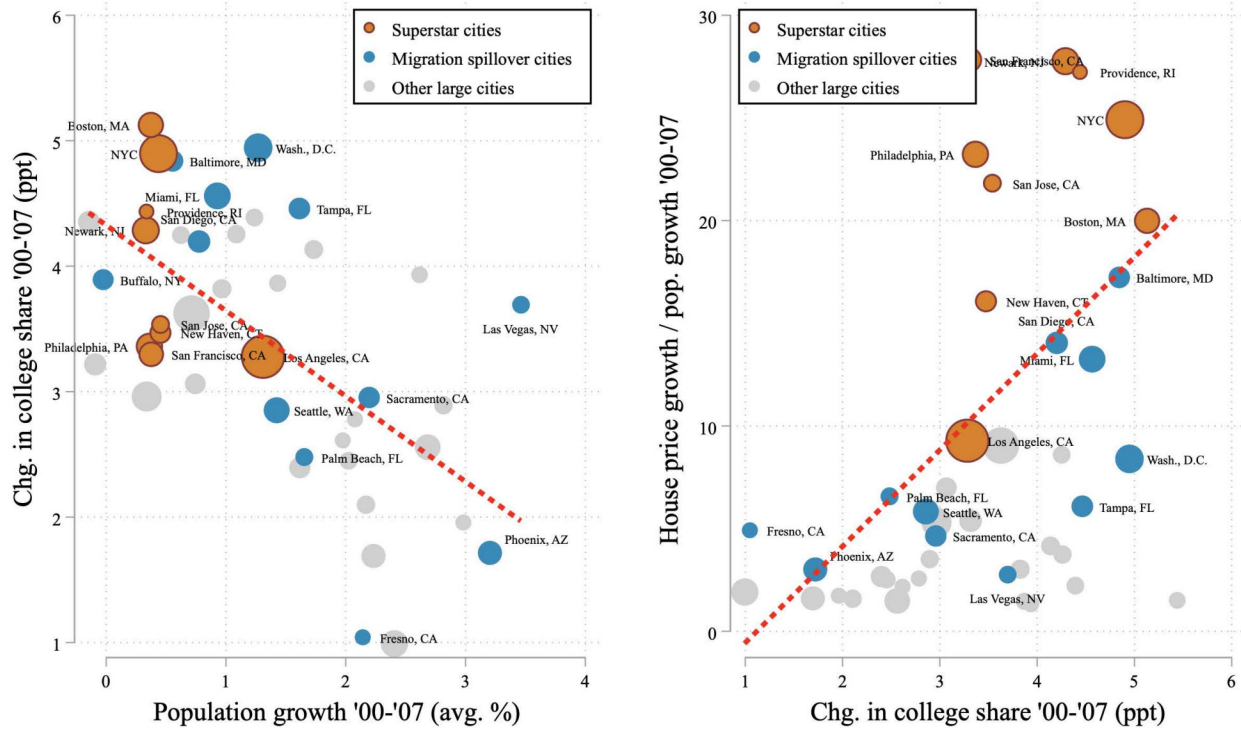 6
5
4
3
2
1
Chg. in college share '00-'07 (ppt)
Superstar cities
Migration spillover cities
Other large cities
Boston, MA
NYC
Baltimore, MD
Wash., D.C.
Miami, FL
Tampa, FL
Providence, RI
San Diego, CA
Newark, NJ
Buffalo, NY
Las Vegas, NV
San Jose, CA
New Haven, CT
Philadelphia, PA
San Francisco, CA
Los Angeles, CA
Sacramento, CA
Seattle, WA
Palm Beach, FL
Phoenix, AZ
Fresno, CA
0 1 2 3 4
Population growth '00-'07 (avg. %)
30
20
10
0
House price growth / pop. growth '00-'07
Superstar cities
Migration spillover cities
Other large cities
Newark, NJ
San Francisco, CA
Providence, RI
NYC
Philadelphia, PA
San Jose, CA
Boston, MA
Baltimore, MD
New Haven, CT
San Diego, CA
Miami, FL
Los Angeles, CA
Wash., D.C.
Palm Beach, FL
Seattle, WA
Tampa, FL
Fresno, CA
Sacramento, CA
Phoenix, AZ
Las Vegas, NV
1 2 3 4 5 6
Chg. in college share '00-'07 (ppt)